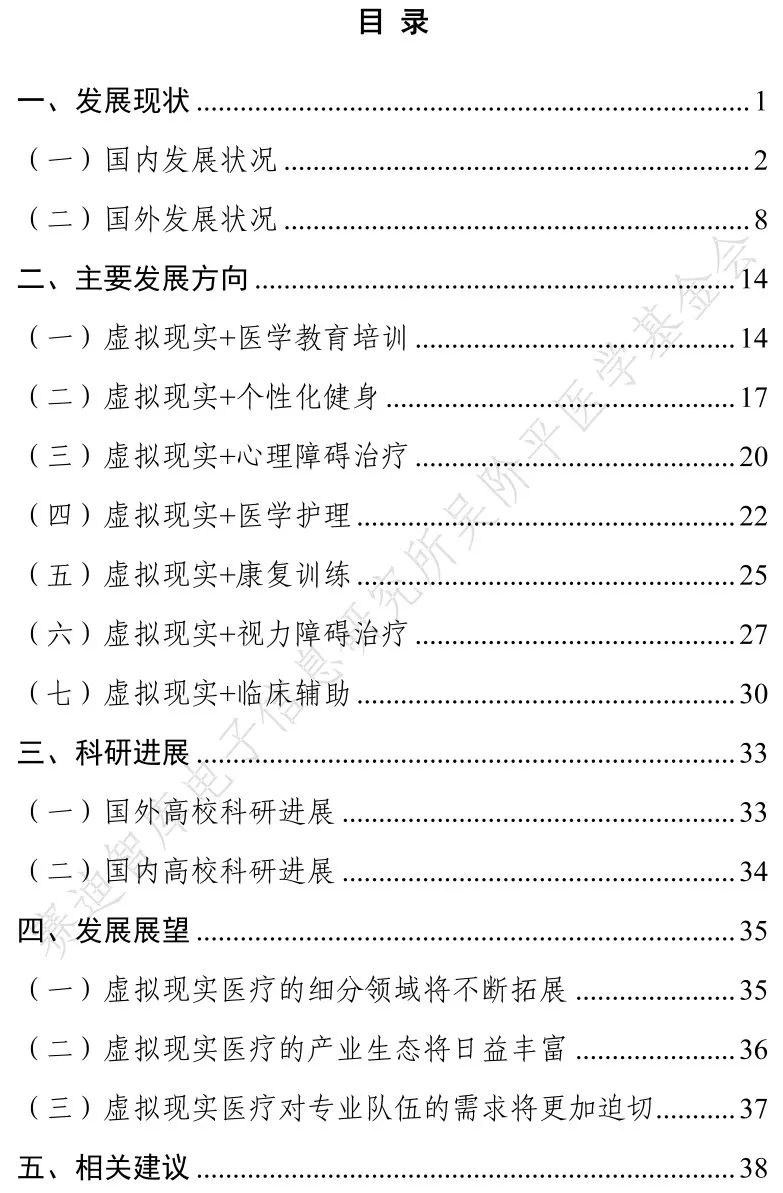 目 录
一、发展现状 ........ 1
（一）国内发展状况 ........ 2
（二）国外发展状况 ........ 8
二、主要发展方向 ........ 14
（一）虚拟现实+医学教育培训 ........ 14
（二）虚拟现实+个性化健身 ........ 17
（三）虚拟现实+心理障碍治疗 ........ 20
（四）虚拟现实+医学护理 ........ 22
（五）虚拟现实+康复训练 ........ 25
（六）虚拟现实+视力障碍治疗 ........ 27
（七）虚拟现实+临床辅助 ........ 30
三、科研进展 ........ 33
（一）国外高校科研进展 ........ 33
（二）国内高校科研进展 ........ 34
四、发展展望 ........ 35
（一）虚拟现实医疗的细分领域将不断拓展 ........ 35
（二）虚拟现实医疗的产业生态将日益丰富 ........ 36
（三）虚拟现实医疗对专业队伍的需求将更加迫切 ........ 37
五、相关建议 ........ 38
赛迪智库电子信息研究所吴阶平医学基金会